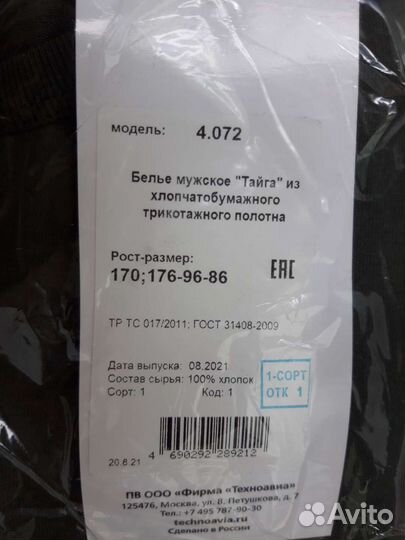 модель: 4.072
Белье мужское "Тайга" из
хлопчатобумажного
трикотажного полотна
Рост-размер:
170;176-96-86
ЕАС
ТР ТС 017/2011; ГОСТ 31408-2009
Дата выпуска: 08.2021
Состав сырья: 100% хлопок
Сорт: 1 Код: 1
1-СОРТ
ОТК 1
20.8.21
4 690292 289212
ПВ ООО «Фирма «Техноавиа»
125476, Москва, ул. В. Петушкова, д. 7
Тел.: +7 495 787-90-30
technoavia.ru
Сделано в России
Avito